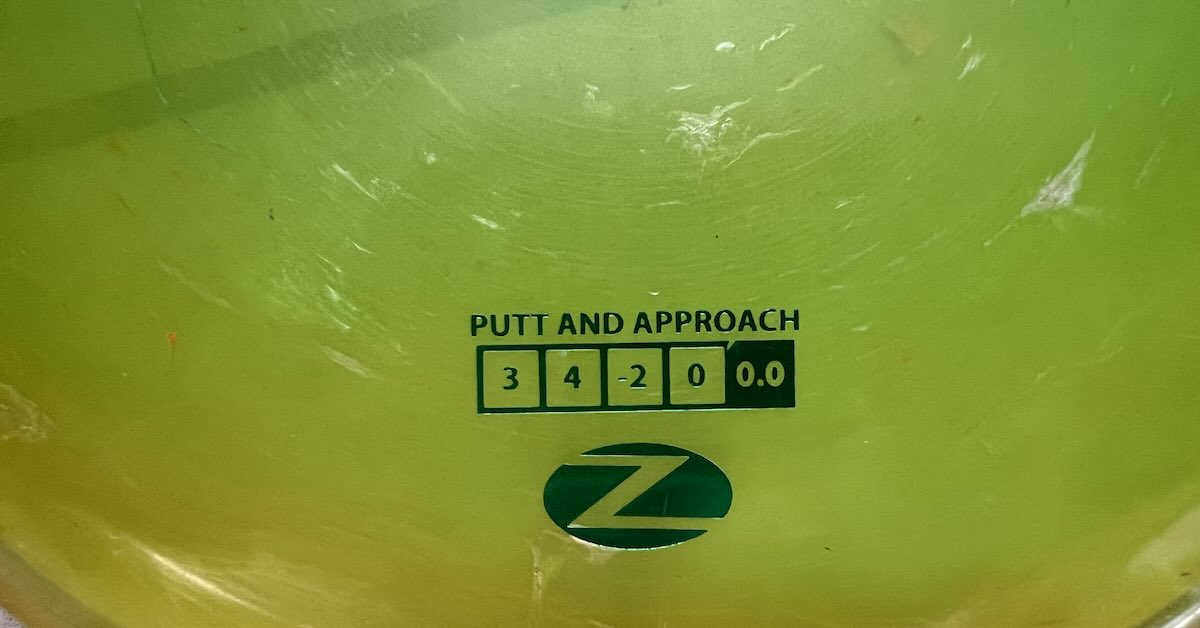 PUTT AND APPROACH
3 4 -2 0 0.0
Z